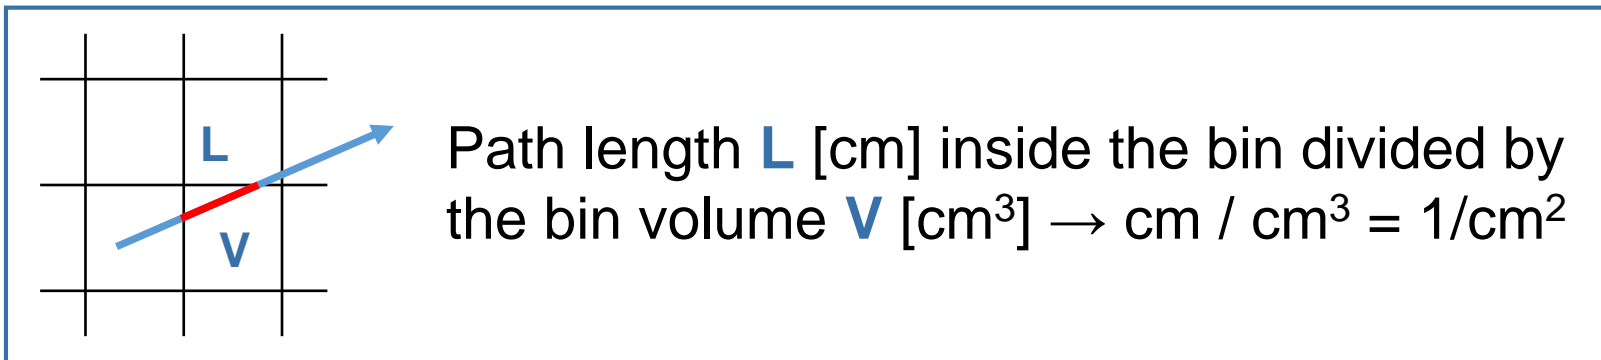 L
V
Path length L [cm] inside the bin divided by
the bin volume V [cm³] → cm / cm³ = 1/cm²